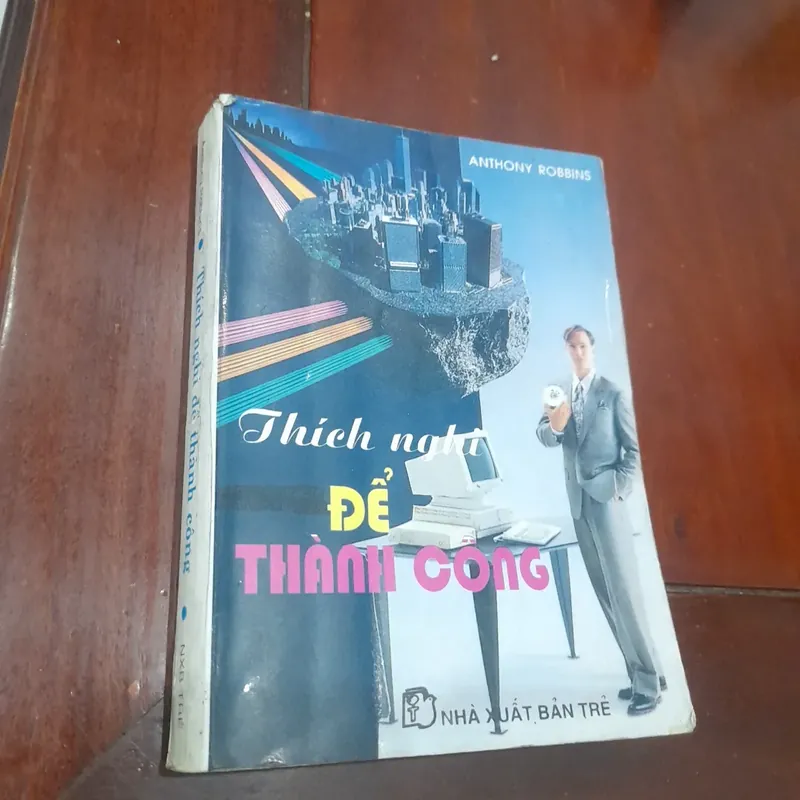 ANTHONY ROBBINS
Thích nghi
ĐỂ
THÀNH CÔNG
NHÀ XUẤT BẢN TRẺ
Thích nghi để thành công
NXB TRẺ